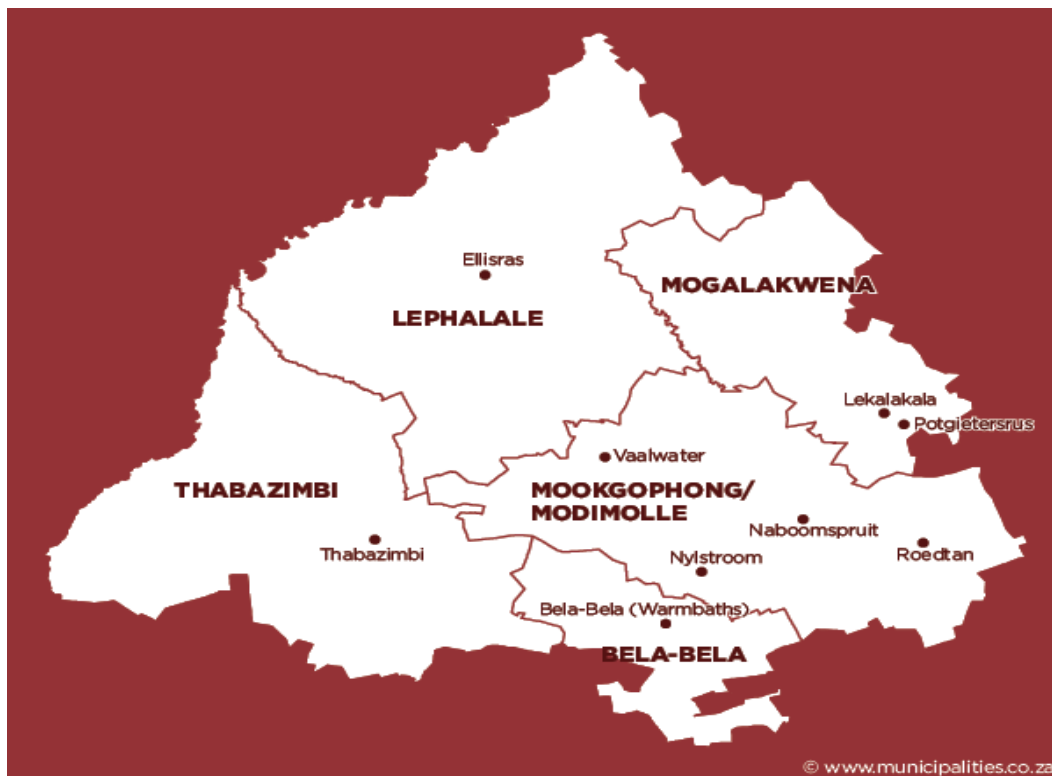 Ellisras
LEPHALALE
MOGALAKWENA
Lekalakala
Potgietersrus
Vaalwater
THABAZIMBI
MOOKGOPHONG/
MODIMOLLE
Naboomspruit
Thabazimbi
Nylstroom
Roedtan
Bela-Bela (Warmbaths)
BELA-BELA
© www.municipalities.co.za